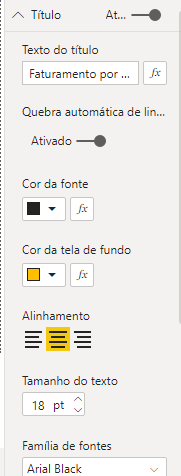 Título At...
Texto do título
Faturamento por ... fx
Quebra automática de lin...
Ativado
Cor da fonte
fx
Cor da tela de fundo
fx
Alinhamento
Tamanho do texto
18 pt
Família de fontes
Arial Black